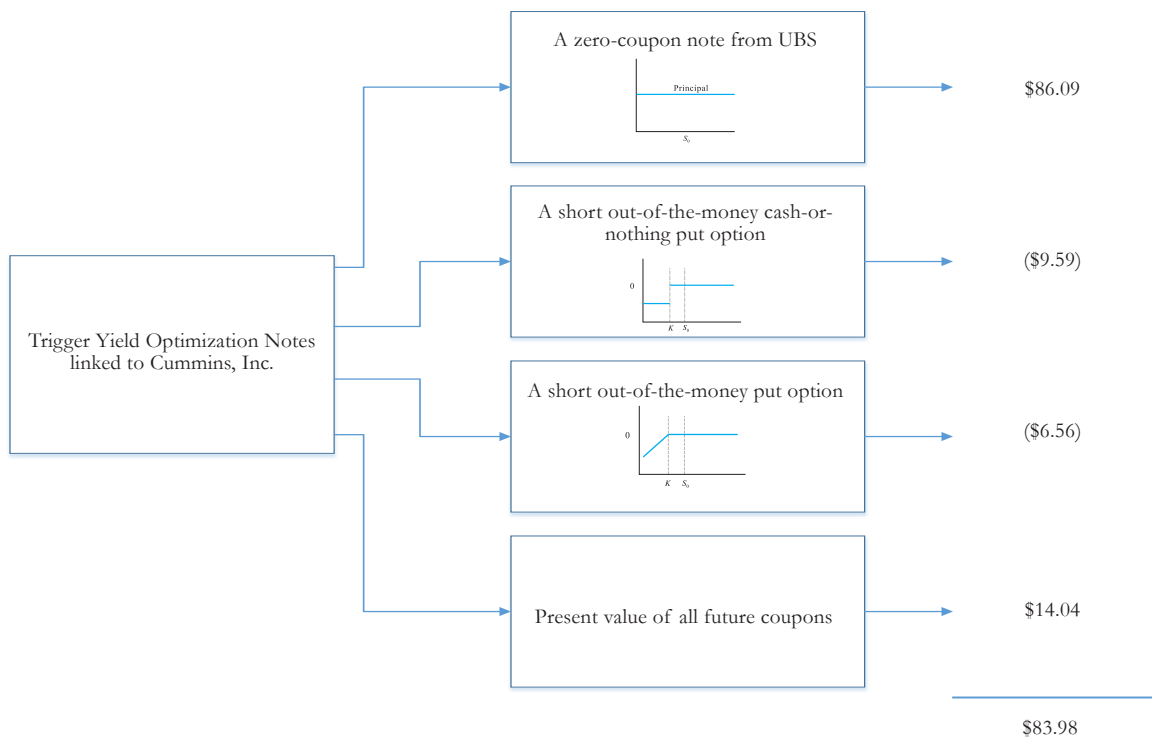 A zero-coupon note from UBS
Principal
S0
$86.09
A short out-of-the-money cash-or-
nothing put option
0
K
S0
($9.59)
Trigger Yield Optimization Notes
linked to Cummins, Inc.
A short out-of-the-money put option
0
K
S0
($6.56)
Present value of all future coupons
$14.04
$83.98